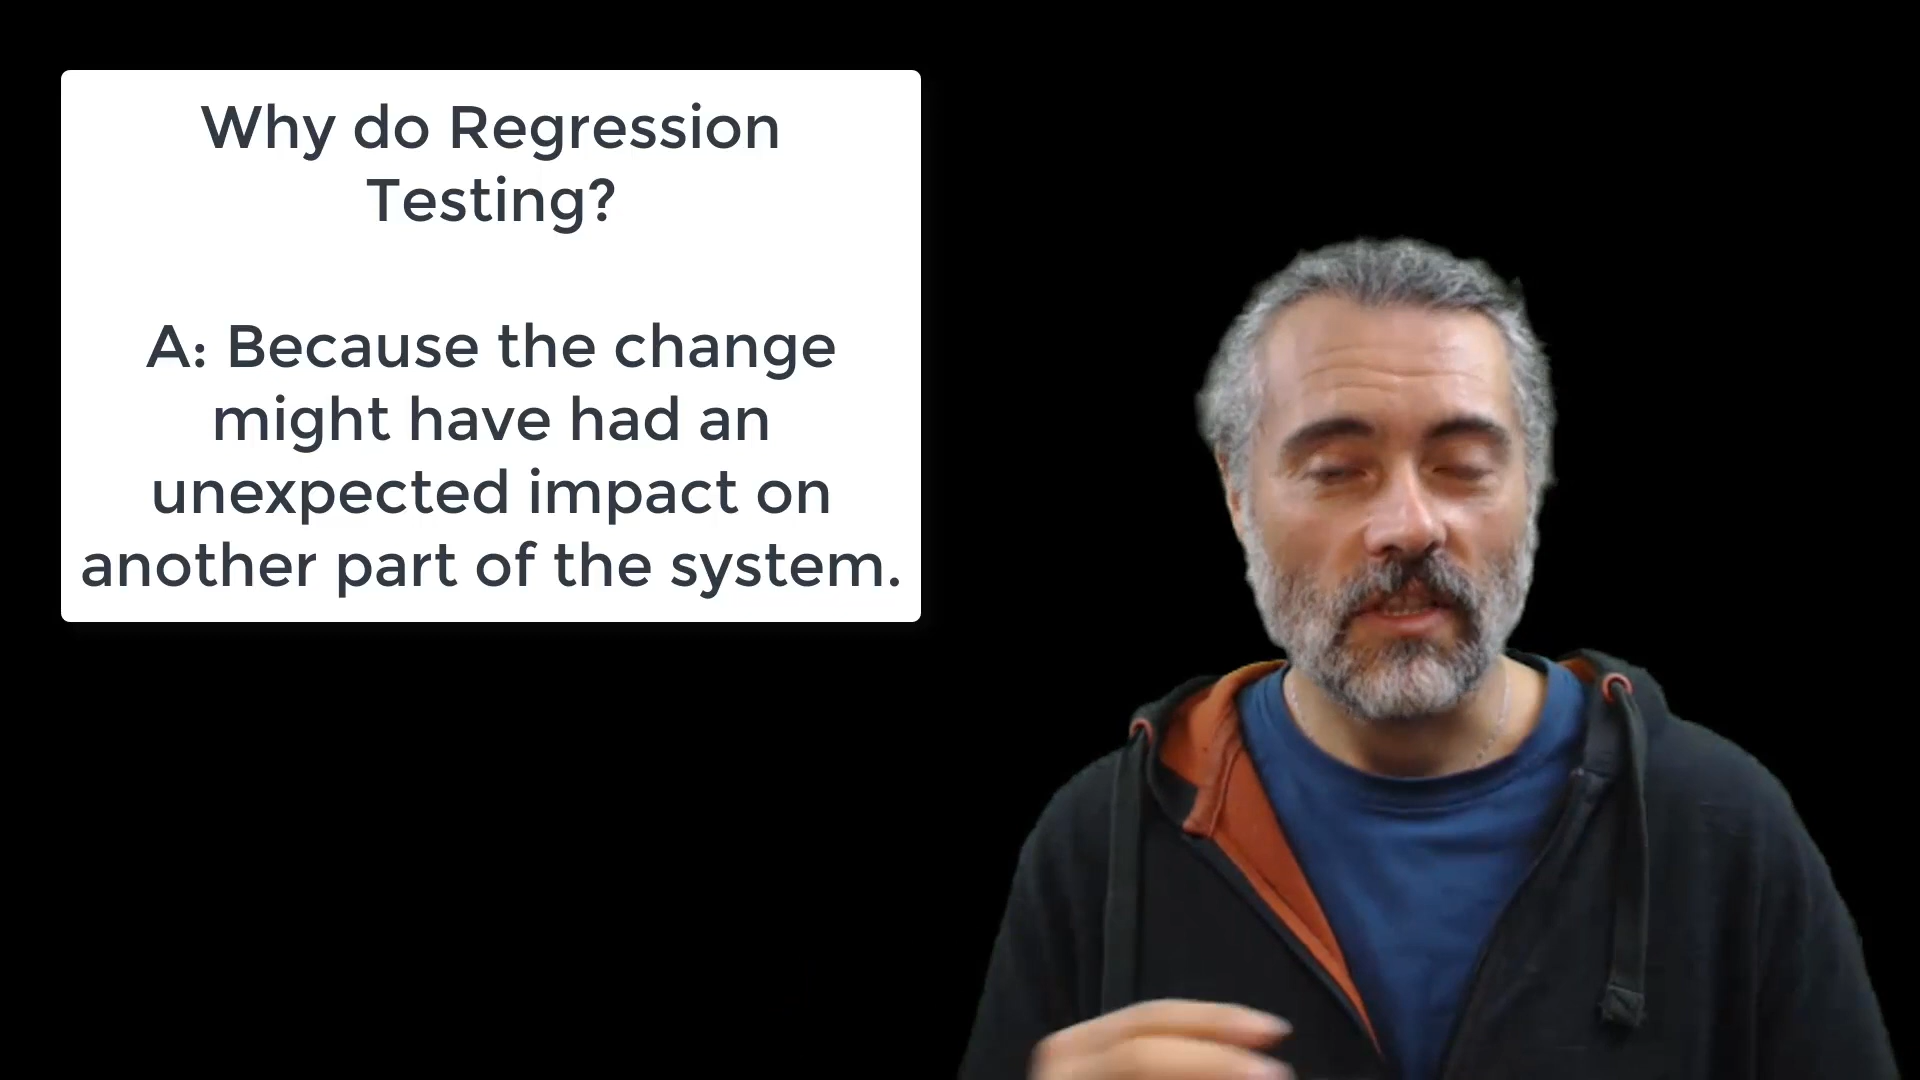 Why do Regression
Testing?
A: Because the change
might have had an
unexpected impact on
another part of the system.